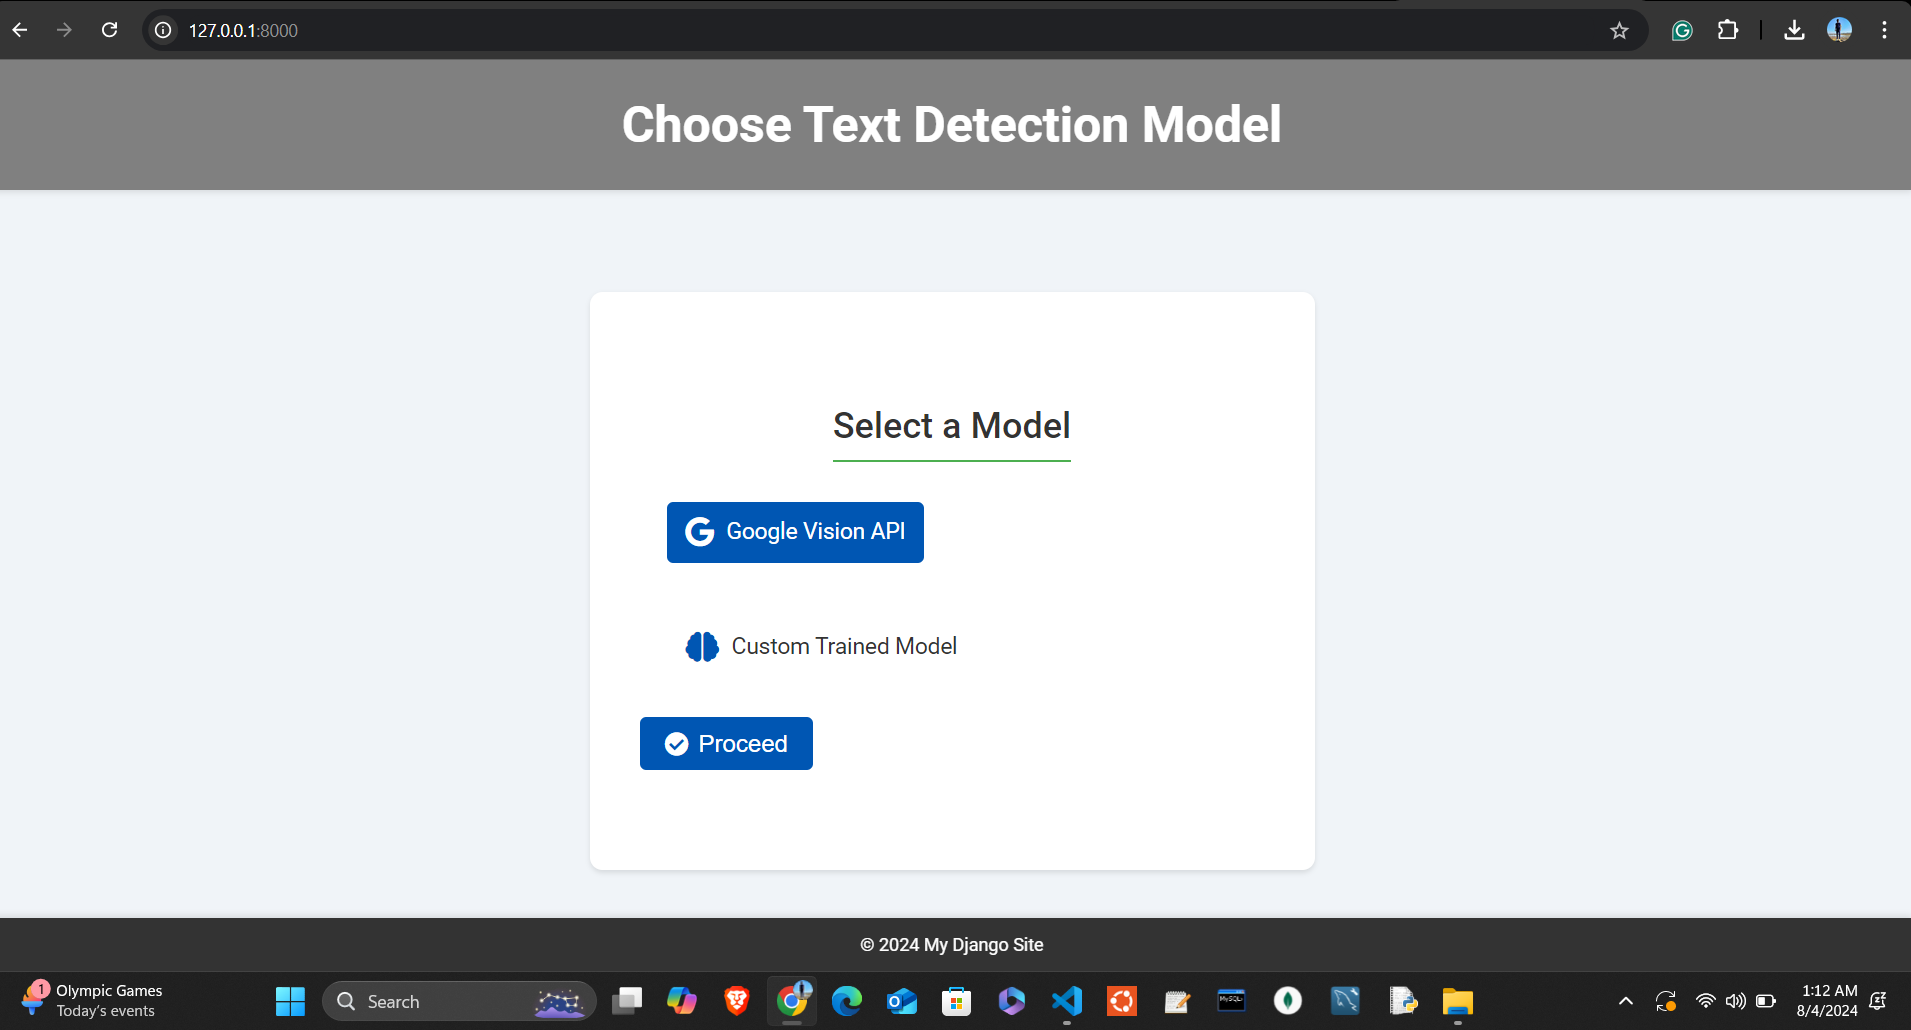 127.0.0.1:8000
Choose Text Detection Model
Select a Model
Google Vision API
Custom Trained Model
Proceed
© 2024 My Django Site
1
Olympic Games
Today's events
Search
MySQL
1:12 AM
8/4/2024